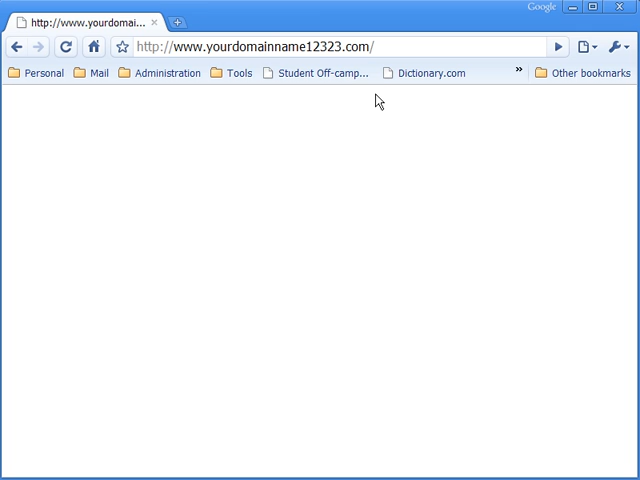 Google
http://www.yourdomai...
http://www.yourdomainname12323.com/
Personal Mail Administration Tools Student Off-camp... Dictionary.com » Other bookmarks